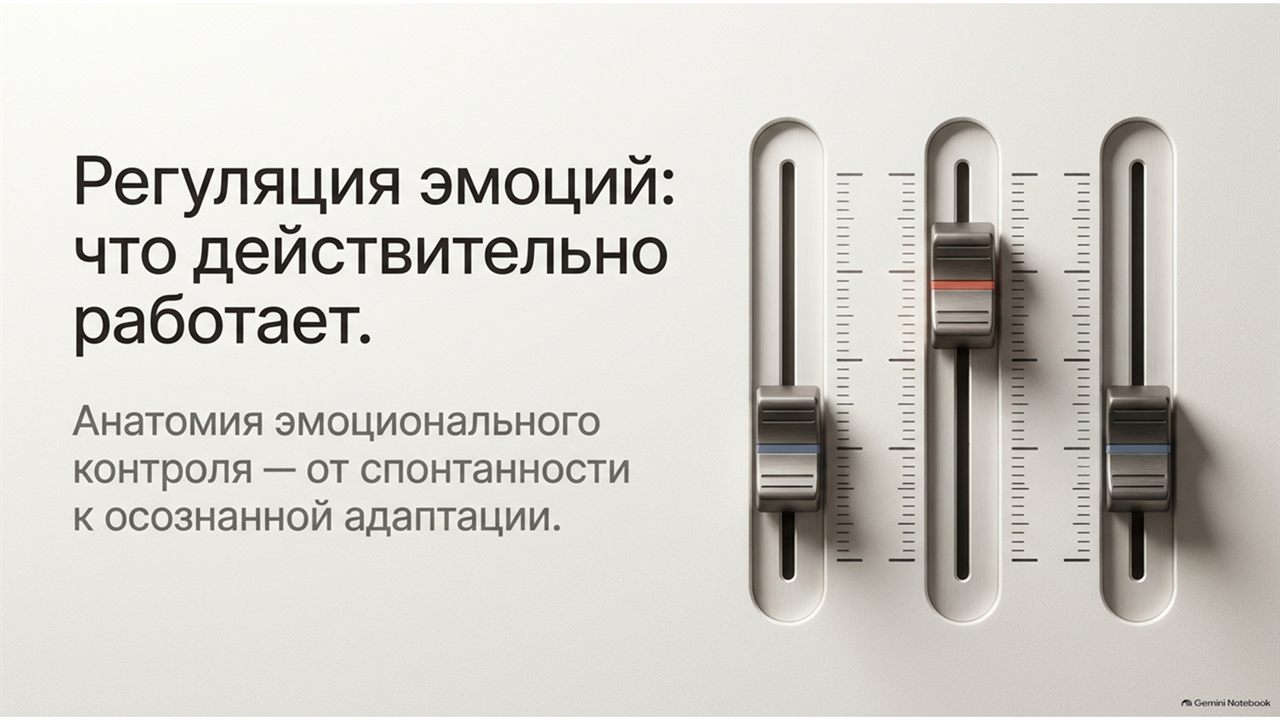 Регуляция эмоций:
что действительно
работает.
Анатомия эмоционального
контроля — от спонтанности
к осознанной адаптации.
Gemini Notebook